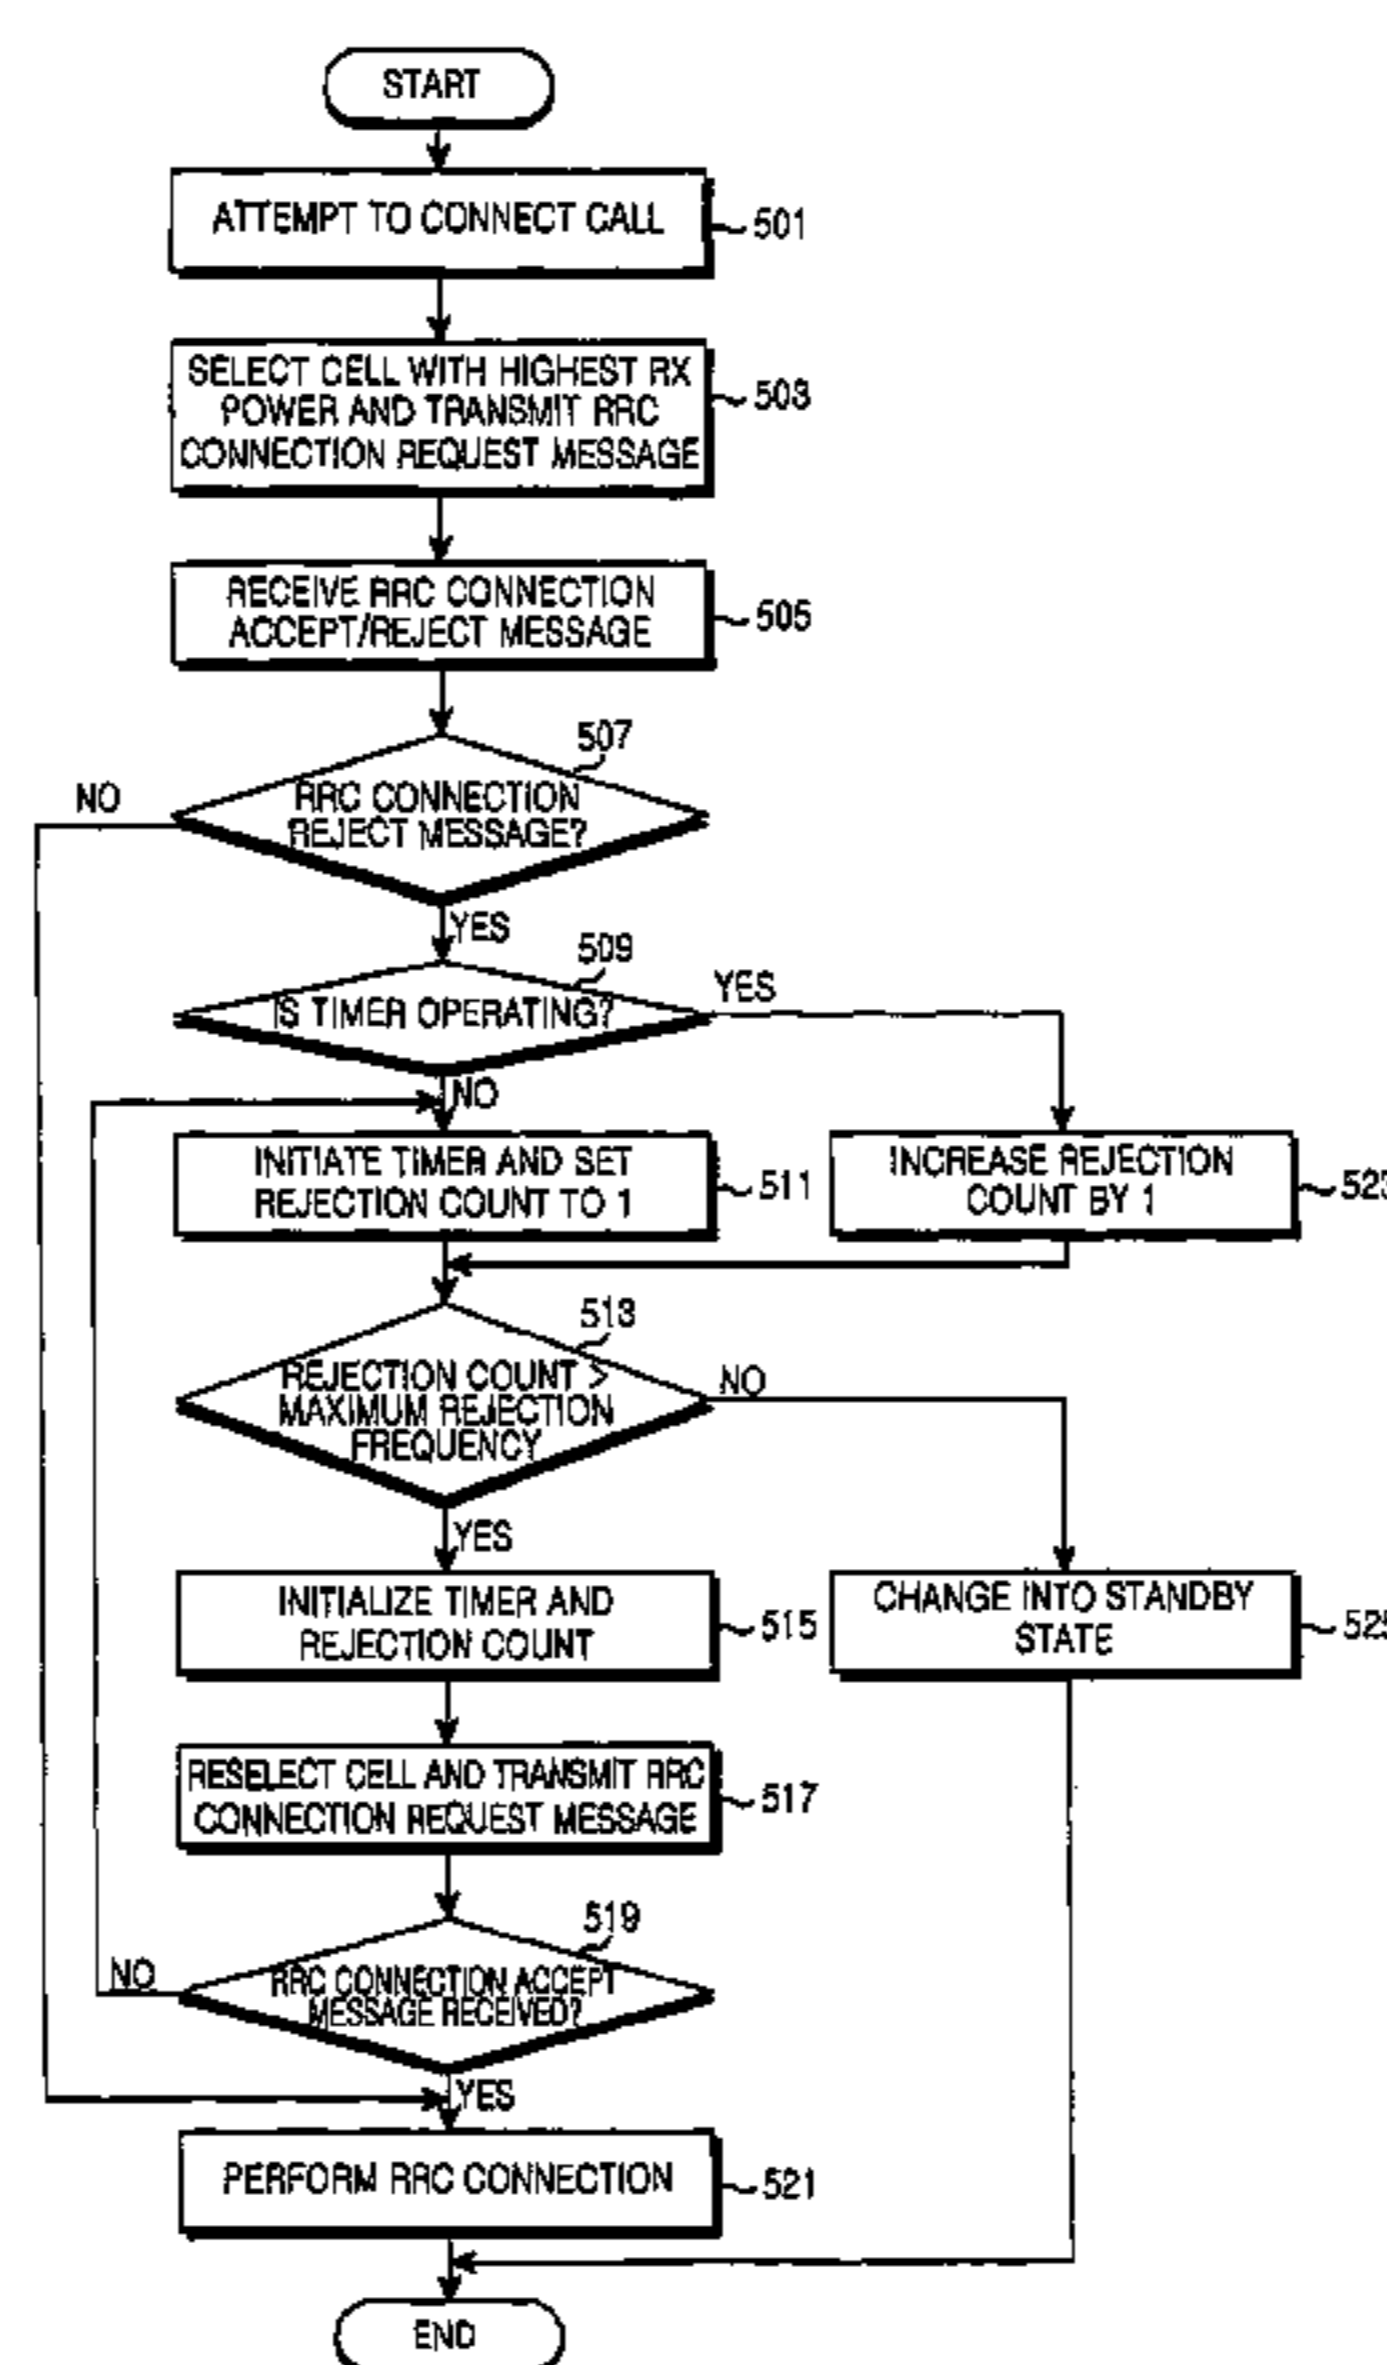 START
ATTEMPT TO CONNECT CALL
501
SELECT CELL WITH HIGHEST RX
POWER AND TRANSMIT RRC
CONNECTION REQUEST MESSAGE
503
RECEIVE RRC CONNECTION
ACCEPT/REJECT MESSAGE
505
507
NO
RRC CONNECTION
REJECT MESSAGE?
YES
509
IS TIMER OPERATING?
YES
NO
INITIATE TIMER AND SET
REJECTION COUNT TO 1
511
INCREASE REJECTION
COUNT BY 1
523
513
REJECTION COUNT >
MAXIMUM REJECTION
FREQUENCY
NO
YES
INITIALIZE TIMER AND
REJECTION COUNT
515
CHANGE INTO STANDBY
STATE
525
RESELECT CELL AND TRANSMIT RRC
CONNECTION REQUEST MESSAGE
517
519
NO
RRC CONNECTION ACCEPT
MESSAGE RECEIVED?
YES
PERFORM RRC CONNECTION
521
END